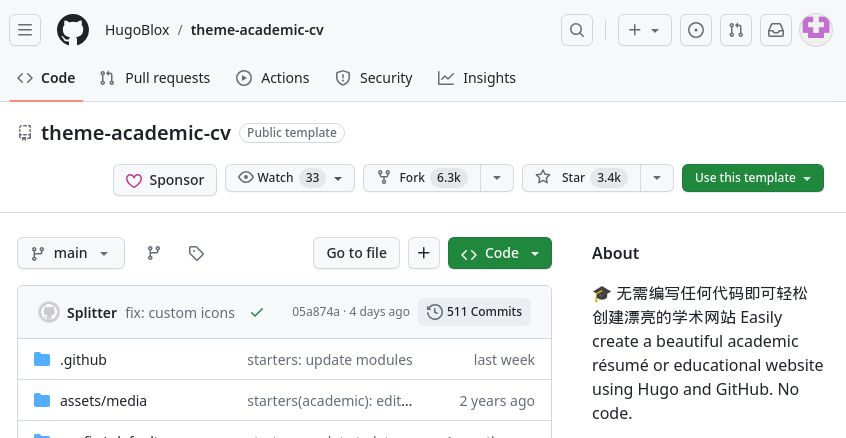 HugoBlox / theme-academic-cv
Code Pull requests Actions Security Insights
theme-academic-cv Public template
Sponsor Watch 33 Fork 6.3k Star 3.4k Use this template
main Go to file Code
Splitter fix: custom icons 05a874a · 4 days ago 511 Commits
.github starters: update modules last week
assets/media starters(academic): edit… 2 years ago
About
🎓 无需编写任何代码即可轻松
创建漂亮的学术网站 Easily
create a beautiful academic
résumé or educational website
using Hugo and GitHub. No
code.